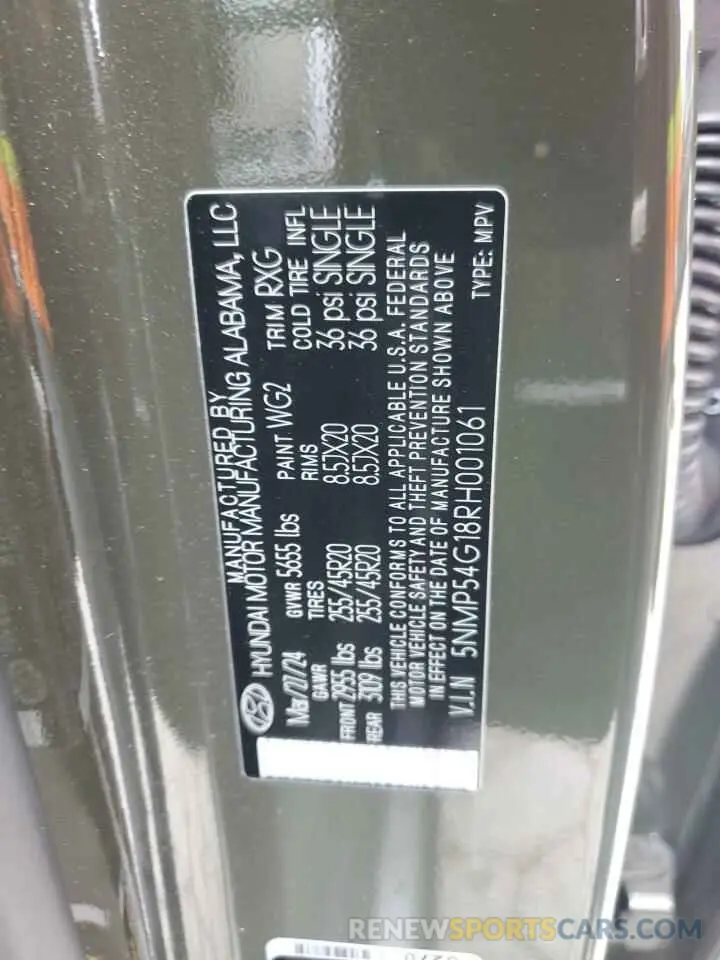 MANUFACTURED BY
HYUNDAI MOTOR MANUFACTURING ALABAMA, LLC
Mar/27/24 GVWR 5655 lbs PAINT WG2 TRIM RXG
GAWR TIRES RIMS COLD TIRE INFL
FRONT 2955 lbs 255/45R20 8.5JX20 36 psi SINGLE
REAR 3109 lbs 255/45R20 8.5JX20 36 psi SINGLE
THIS VEHICLE CONFORMS TO ALL APPLICABLE U.S.A. FEDERAL
MOTOR VEHICLE SAFETY AND THEFT PREVENTION STANDARDS
IN EFFECT ON THE DATE OF MANUFACTURE SHOWN ABOVE
V.I.N 5NMP54G18RH001061 TYPE: MPV
RENEWSPORTSCARS.COM